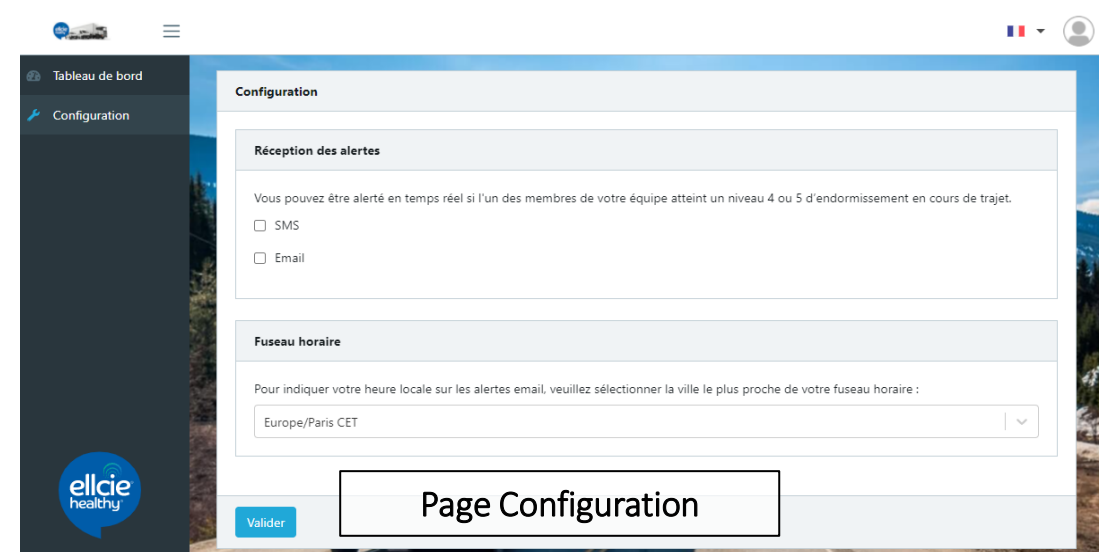 Tableau de bord
Configuration
Configuration
Réception des alertes
Vous pouvez être alerté en temps réel si l'un des membres de votre équipe atteint un niveau 4 ou 5 d'endormissement en cours de trajet.
SMS
Email
Fuseau horaire
Pour indiquer votre heure locale sur les alertes email, veuillez sélectionner la ville le plus proche de votre fuseau horaire :
Europe/Paris CET
ellcie
healthy
Valider
Page Configuration